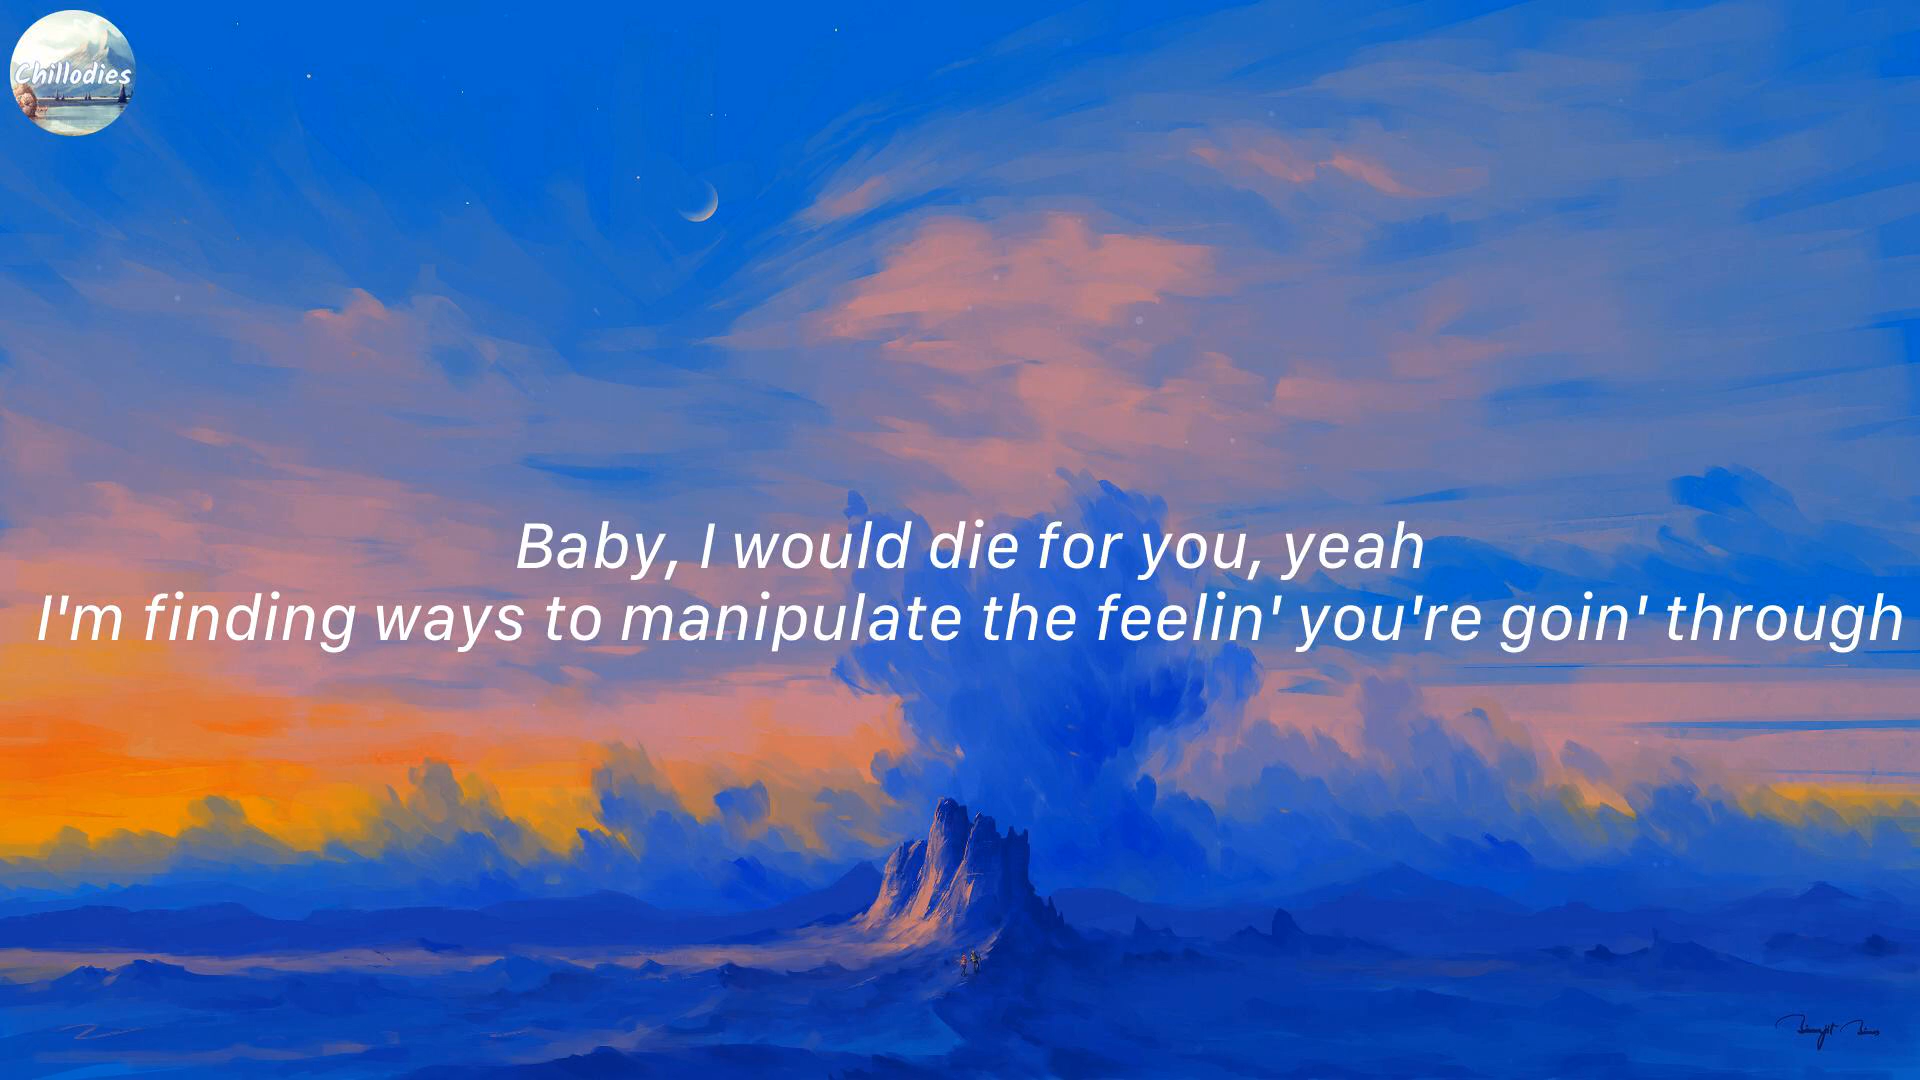 Chillodies
Baby, I would die for you, yeah
I'm finding ways to manipulate the feelin' you're goin' through